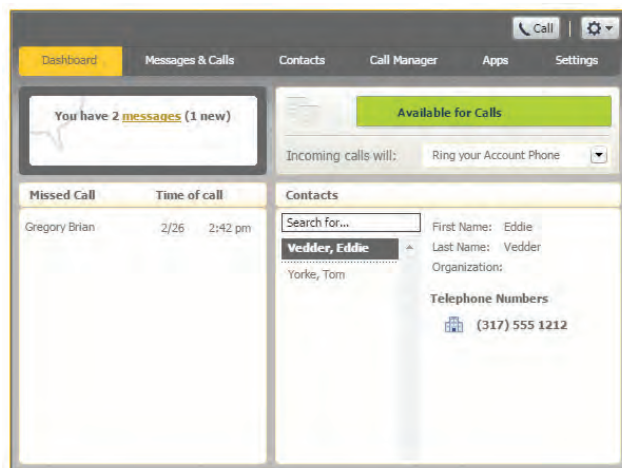 Call
Dashboard Messages & Calls Contacts Call Manager Apps Settings
You have 2 messages (1 new)
Available for Calls
Incoming calls will: Ring your Account Phone
Missed Call Time of call
Gregory Brian 2/26 2:42 pm
Contacts
Search for...
Vedder, Eddie
Yorke, Tom
First Name: Eddie
Last Name: Vedder
Organization:
Telephone Numbers
(317) 555 1212